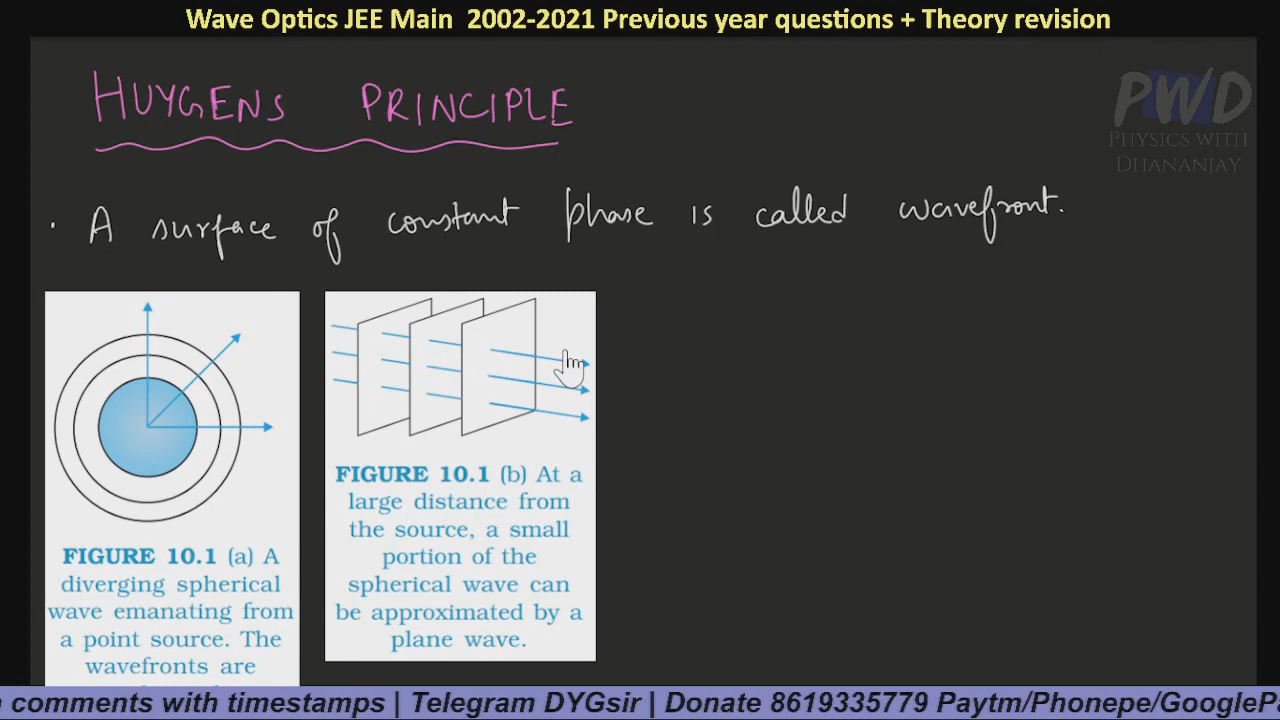 Wave Optics JEE Main 2002-2021 Previous year questions + Theory revision
HUYGENS PRINCIPLE
PWD
PHYSICS WITH
DHANANJAY
. A surface of constant phase is called wavefront.
FIGURE 10.1 (a) A
diverging spherical
wave emanating from
a point source. The
wavefronts are
FIGURE 10.1 (b) At a
large distance from
the source, a small
portion of the
spherical wave can
be approximated by a
plane wave.
comments with timestamps | Telegram DYGsir | Donate 8619335779 Paytm/Phonepe/GooglePa